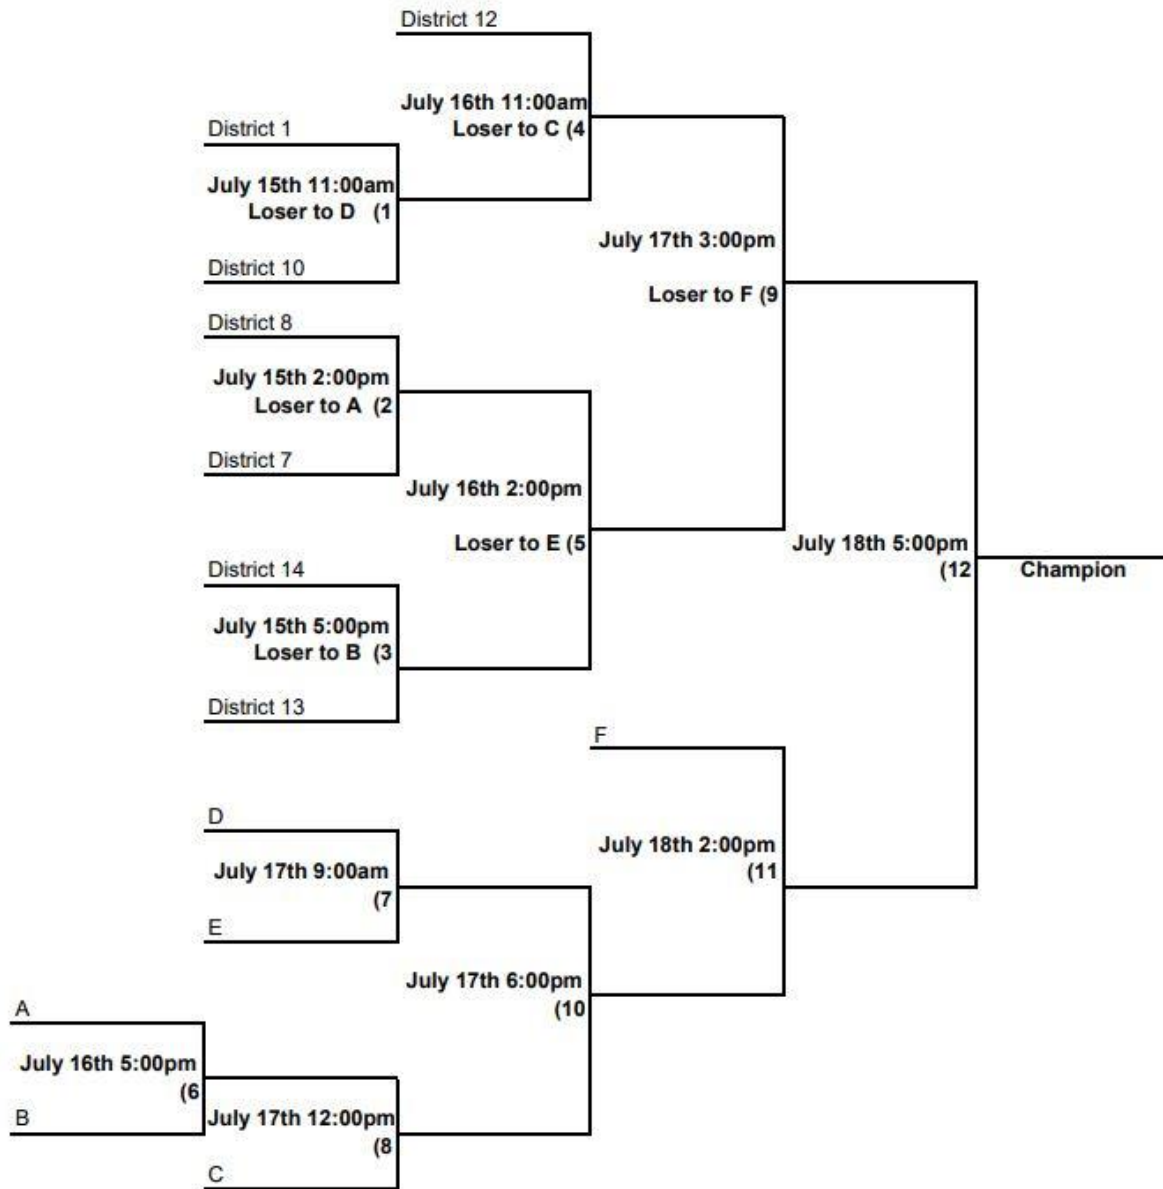 District 12
July 16th 11:00am
Loser to C (4
District 1
July 15th 11:00am
Loser to D (1
District 10
July 17th 3:00pm
Loser to F (9
District 8
July 15th 2:00pm
Loser to A (2
District 7
July 16th 2:00pm
Loser to E (5
July 18th 5:00pm
(12
Champion
District 14
July 15th 5:00pm
Loser to B (3
District 13
F
D
July 17th 9:00am
(7
E
July 18th 2:00pm
(11
July 17th 6:00pm
(10
A
July 16th 5:00pm
(6
B
July 17th 12:00pm
(8
C